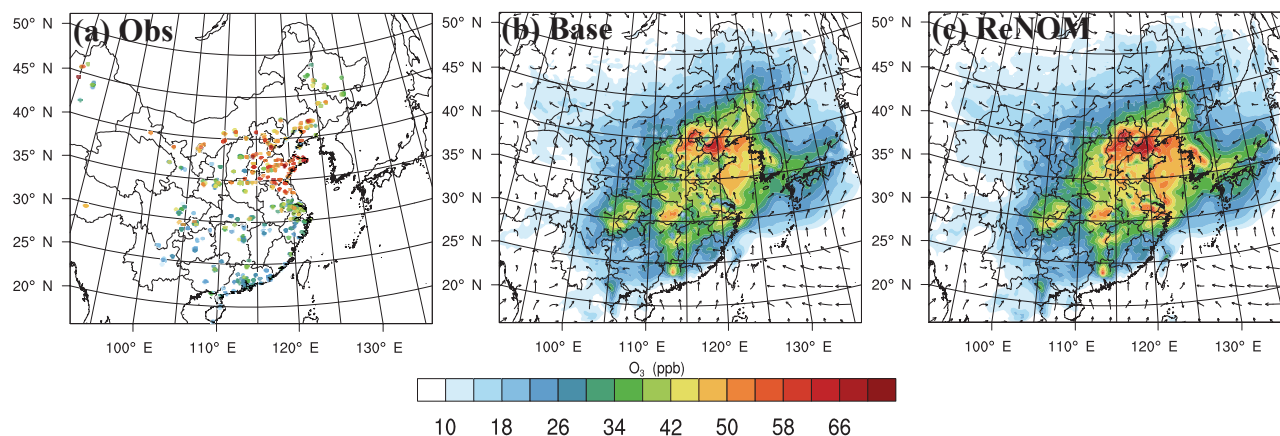 (a) Obs
(b) Base
(c) ReNOM
50° N
45° N
40° N
35° N
30° N
25° N
20° N
100° E
110° E
120° E
130° E
50° N
45° N
40° N
35° N
30° N
25° N
20° N
100° E
110° E
120° E
130° E
50° N
45° N
40° N
35° N
30° N
25° N
20° N
100° E
110° E
120° E
130° E
O₃ (ppb)
10 18 26 34 42 50 58 66